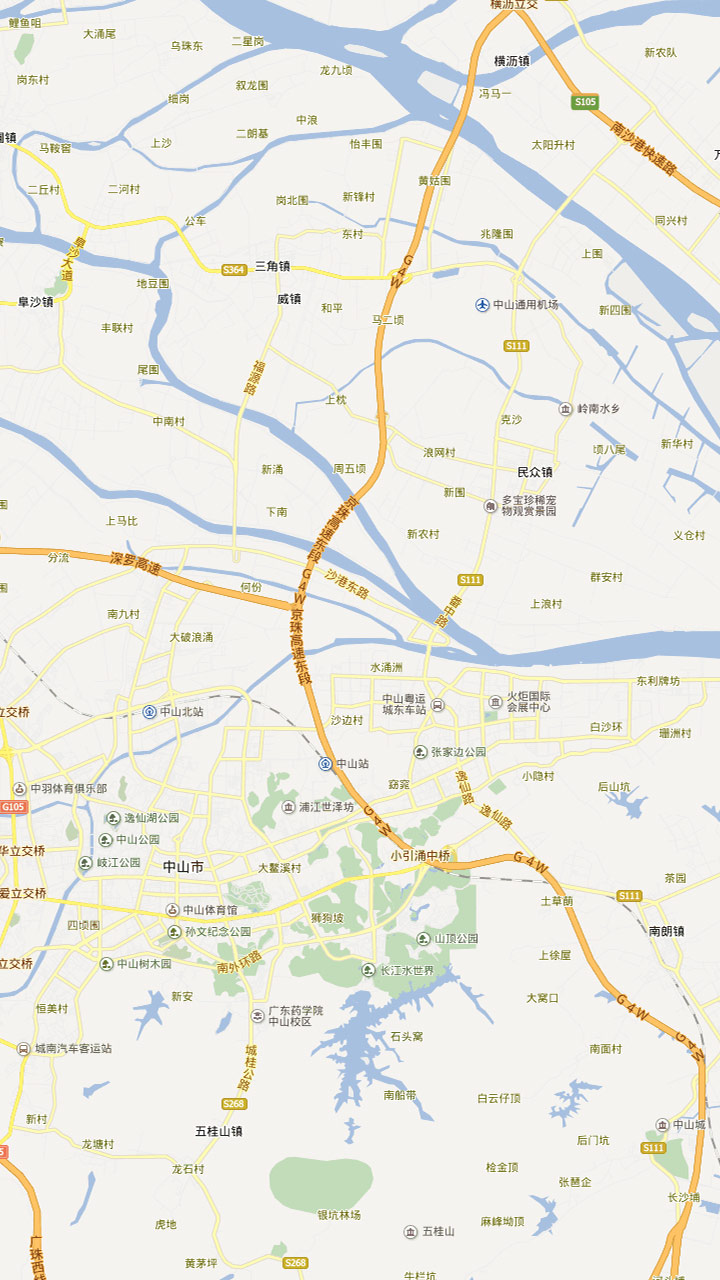 横沥立交
鲤鱼咀
大涌尾
乌珠东
二星岗
新农队
横沥镇
龙九顷
岗东村
叙龙围
细岗
冯马一
S105
中浪
南沙港快速路
二朗基
镇
马鞍窖
上沙
怡丰围
太阳升村
黄姑围
二丘村
二河村
岗北围
新锋村
公车
同兴村
东村
兆隆围
阜沙大道
上围
G4W
S364
三角镇
地豆围
阜沙镇
威镇
和平
中山通用机场
新四围
丰联村
马二顷
S111
尾围
福源路
上枕
岭南水乡
中南村
克沙
顷八尾
新华村
浪网村
新涌
周五顷
民众镇
新围
多宝珍稀宠
物观赏景园
围
下南
上马比
京珠高速东段
新农村
义仓村
分流
深罗高速
G4W
沙港东路
S111
群安村
围
何份
番中路
上浪村
南九村
京珠高速东段
大破浪涌
水涌洲
东利牌坊
中山粤运
城东车站
火炬国际
会展中心
立交桥
中山北站
沙边村
白沙环
珊洲村
张家边公园
中山站
小隐村
窈窕
逸仙路
后山坑
中羽体育俱乐部
G105
浦江世泽坊
逸仙路
逸仙湖公园
G4W
中山公园
华立交桥
小引涌中桥
岐江公园
中山市
大鳌溪村
G4W
茶园
爱立交桥
S111
土草蓢
中山体育馆
狮狗坡
四顷围
孙文纪念公园
南朗镇
山顶公园
立交桥
中山树木园
南外环路
上徐屋
长江水世界
新安
大窝口
恒美村
广东药学院
中山校区
G4W
石头窝
城南汽车客运站
南面村
G4W
城桂公路
南船带
白云仔顶
S268
新村
中山城
五桂山镇
后门坑
龙塘村
S111
龙石村
检金顶
张琶企
长沙埔
银坑林场
虎地
麻峰坳顶
五桂山
广珠西线
黄茅坪
S268
牛栏坑